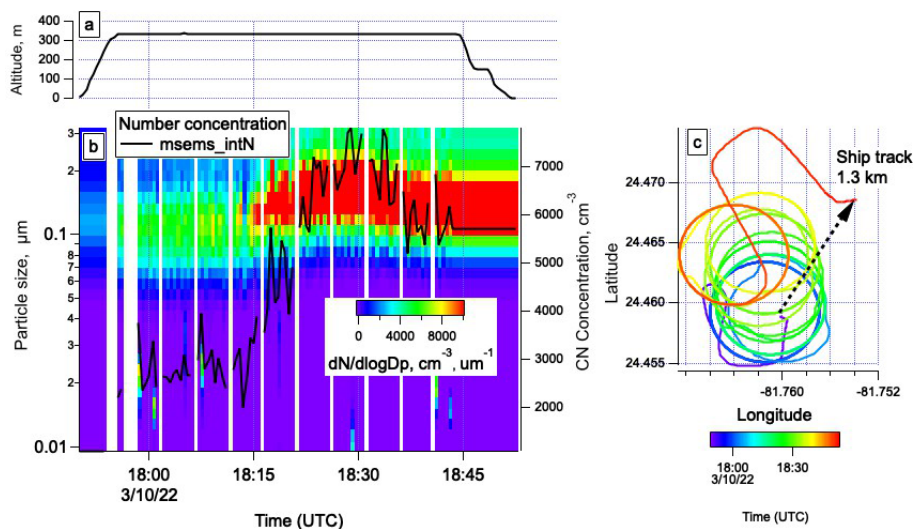 a
Altitude, m
400
300
200
100
0
Number concentration
msems_intN
b
Particle size, µm
0.3
2
0.1
8
7
6
5
4
3
2
0.01
7000
6000
5000
4000
3000
2000
CN Concentration, cm-3
0 4000 8000
dN/dlogDp, cm-3, um-1
18:00 18:15 18:30 18:45
3/10/22
Time (UTC)
c
Ship track
1.3 km
Latitude
24.470
24.465
24.460
24.455
-81.760 -81.752
Longitude
18:00 18:30
3/10/22
Time (UTC)